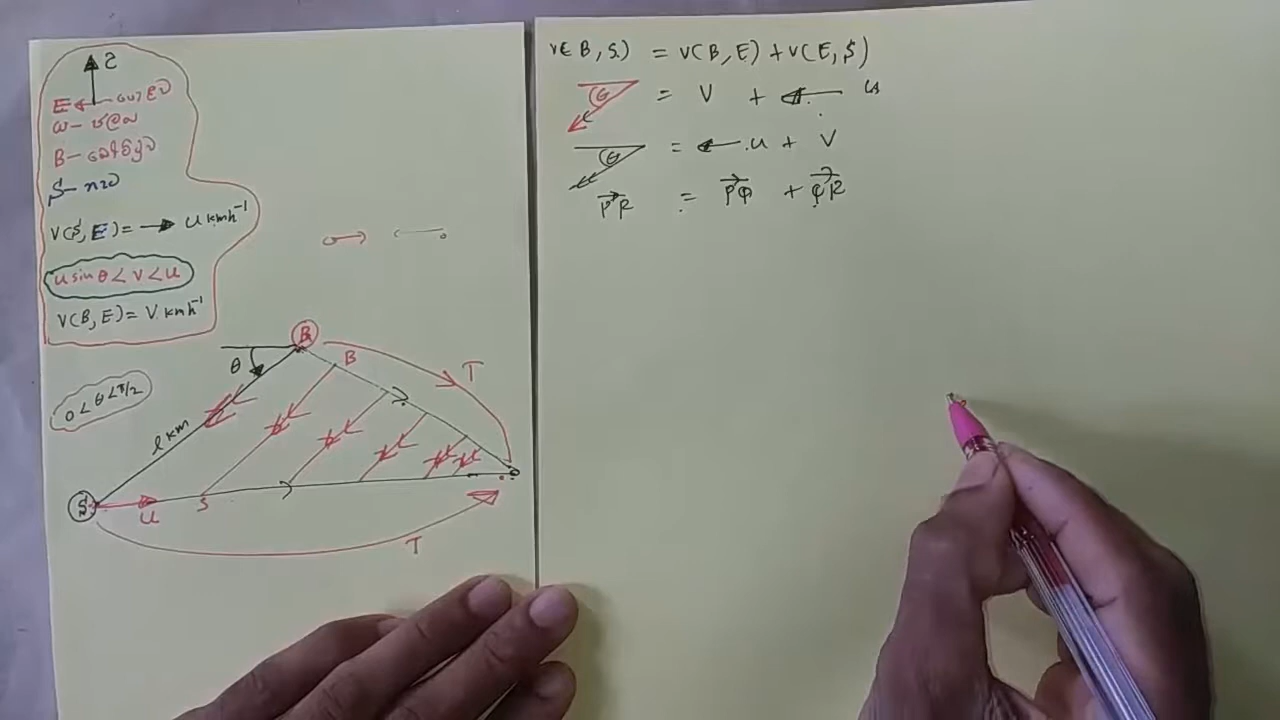 E
B –
S –
V(S, E) = → u kmh⁻¹
u sin θ < V < u
V(B, E) = V kmh⁻¹
0 < θ < π/2
θ
B
B
T
l km
S
u
S
T
V(B, S) = V(B, E) + V(E, S)
θ = V + ← u
θ = ← u + V
PR = PQ + QR